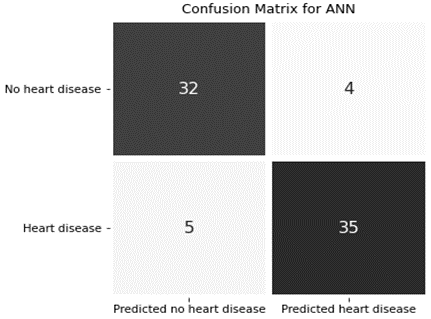 Confusion Matrix for ANN
No heart disease
32
4
Heart disease
5
35
Predicted no heart disease
Predicted heart disease